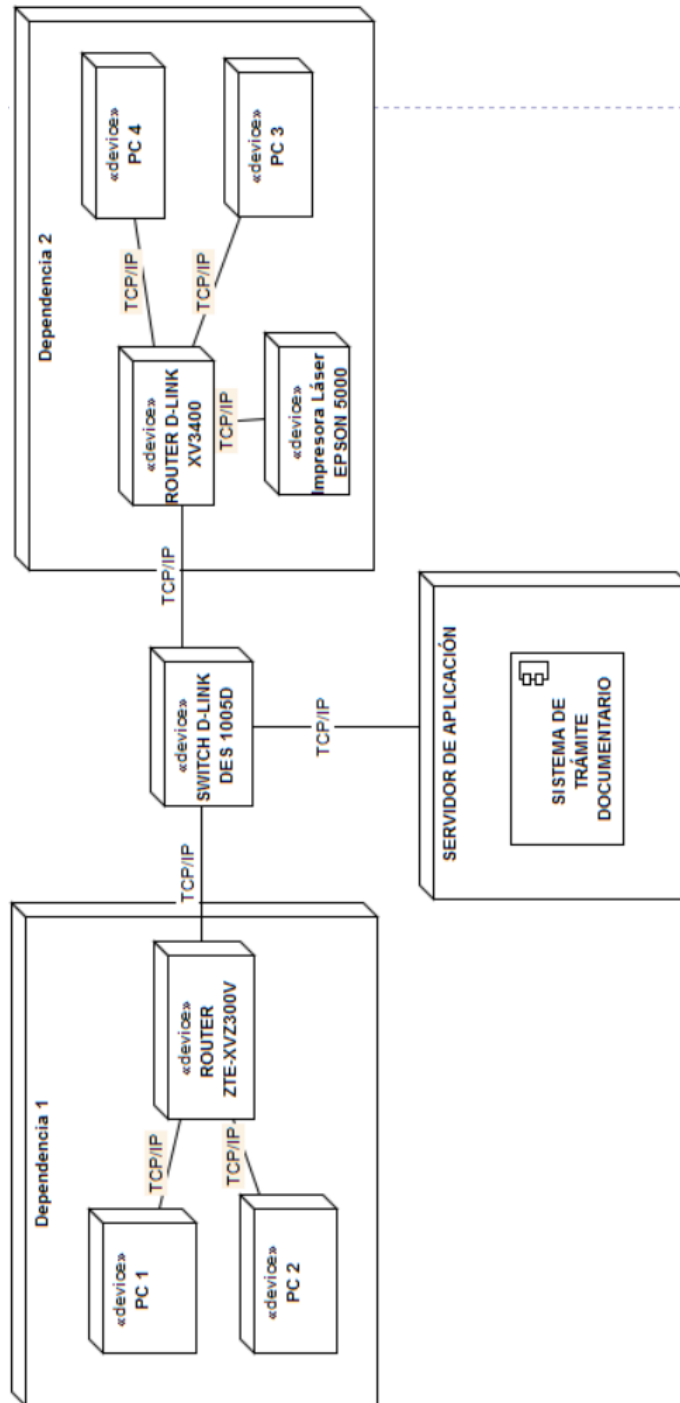 Dependencia 1
«device»
PC 1
«device»
PC 2
TCP/IP
TCP/IP
«device»
ROUTER
ZTE-XVZ300V
TCP/IP
«device»
SWITCH D-LINK
DES 1005D
TCP/IP
TCP/IP
SERVIDOR DE APLICACIÓN
SISTEMA DE
TRÁMITE
DOCUMENTARIO
Dependencia 2
«device»
ROUTER D-LINK
XV3400
TCP/IP
TCP/IP
TCP/IP
«device»
Impresora Láser
EPSON 5000
«device»
PC 4
«device»
PC 3